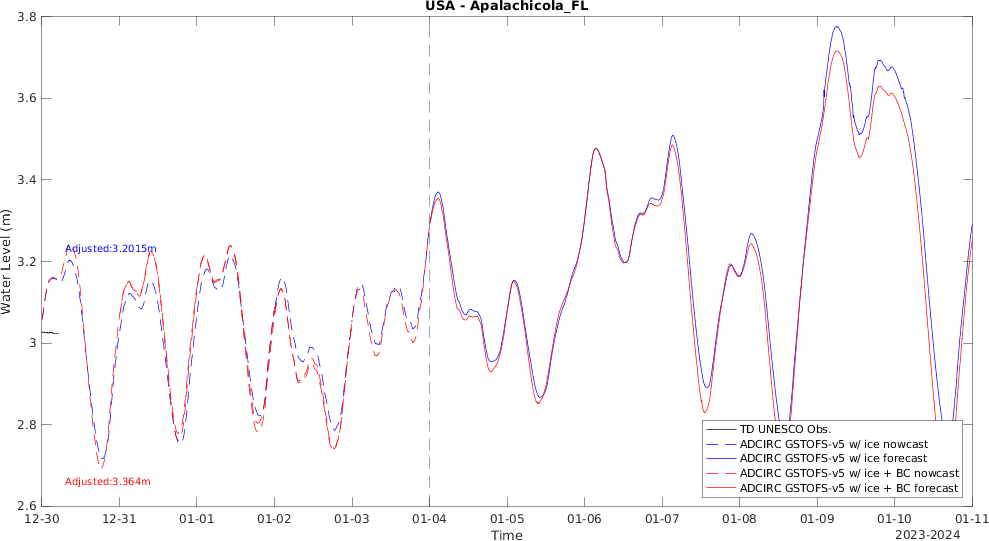 USA - Apalachicola_FL
3.8
3.6
3.4
3.2
3
2.8
2.6
Water Level (m)
Adjusted:3.2015m
Adjusted:3.364m
TD UNESCO Obs.
ADCIRC GSTOFS-v5 w/ ice nowcast
ADCIRC GSTOFS-v5 w/ ice forecast
ADCIRC GSTOFS-v5 w/ ice + BC nowcast
ADCIRC GSTOFS-v5 w/ ice + BC forecast
12-30 12-31 01-01 01-02 01-03 01-04 01-05 01-06 01-07 01-08 01-09 01-10 01-11
Time
2023-2024